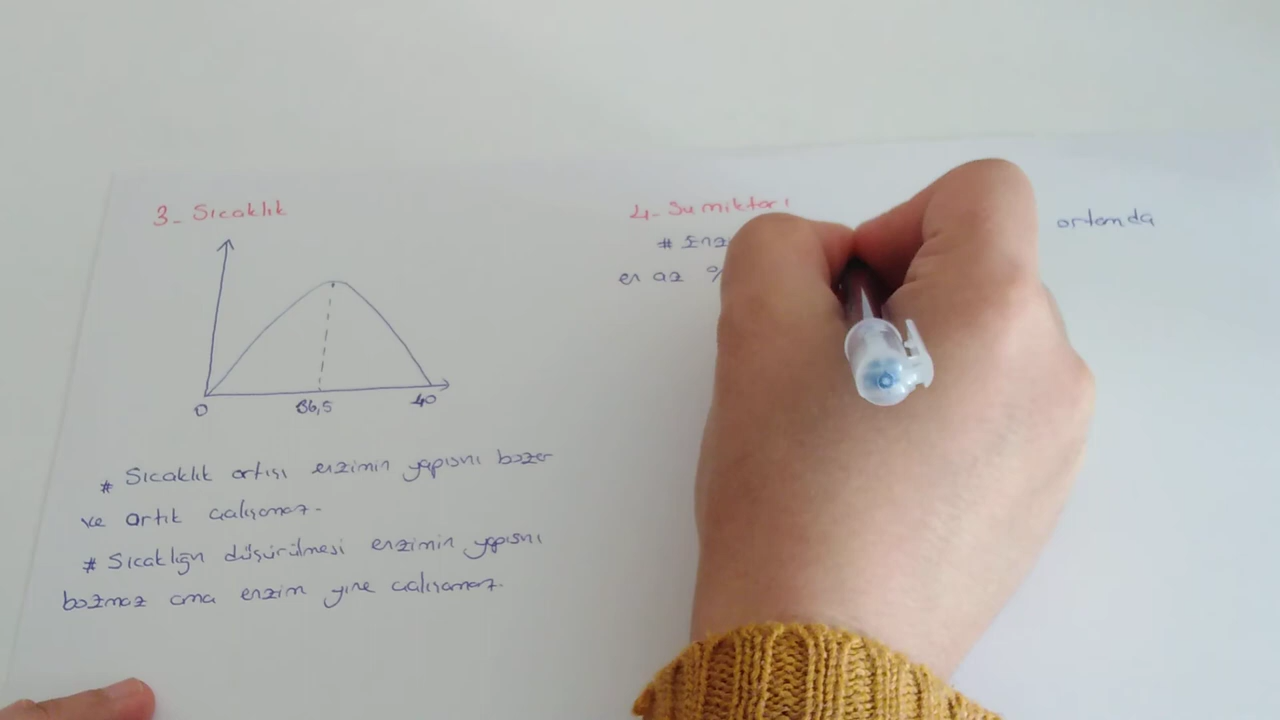 3- Sıcaklık
0 36,5 40
# Sıcaklık artışı enzimin yapısını bozar
ve artık çalışamaz.
# Sıcaklığın düşürülmesi enzimin yapısını
bozmaz ama enzim yine çalışamaz.
4- Su miktarı
# Enz ortamda
en az %